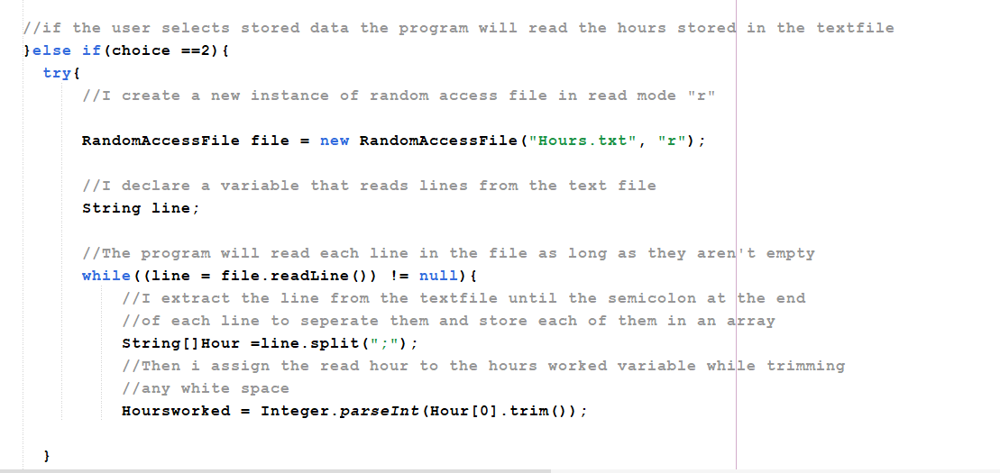 //if the user selects stored data the program will read the hours stored in the textfile
}else if(choice ==2){
try{
//I create a new instance of random access file in read mode "r"
RandomAccessFile file = new RandomAccessFile("Hours.txt", "r");
//I declare a variable that reads lines from the text file
String line;
//The program will read each line in the file as long as they aren't empty
while((line = file.readLine()) != null){
//I extract the line from the textfile until the semicolon at the end
//of each line to seperate them and store each of them in an array
String[]Hour =line.split(";");
//Then i assign the read hour to the hours worked variable while trimming
//any white space
Hoursworked = Integer.parseInt(Hour[0].trim());
}